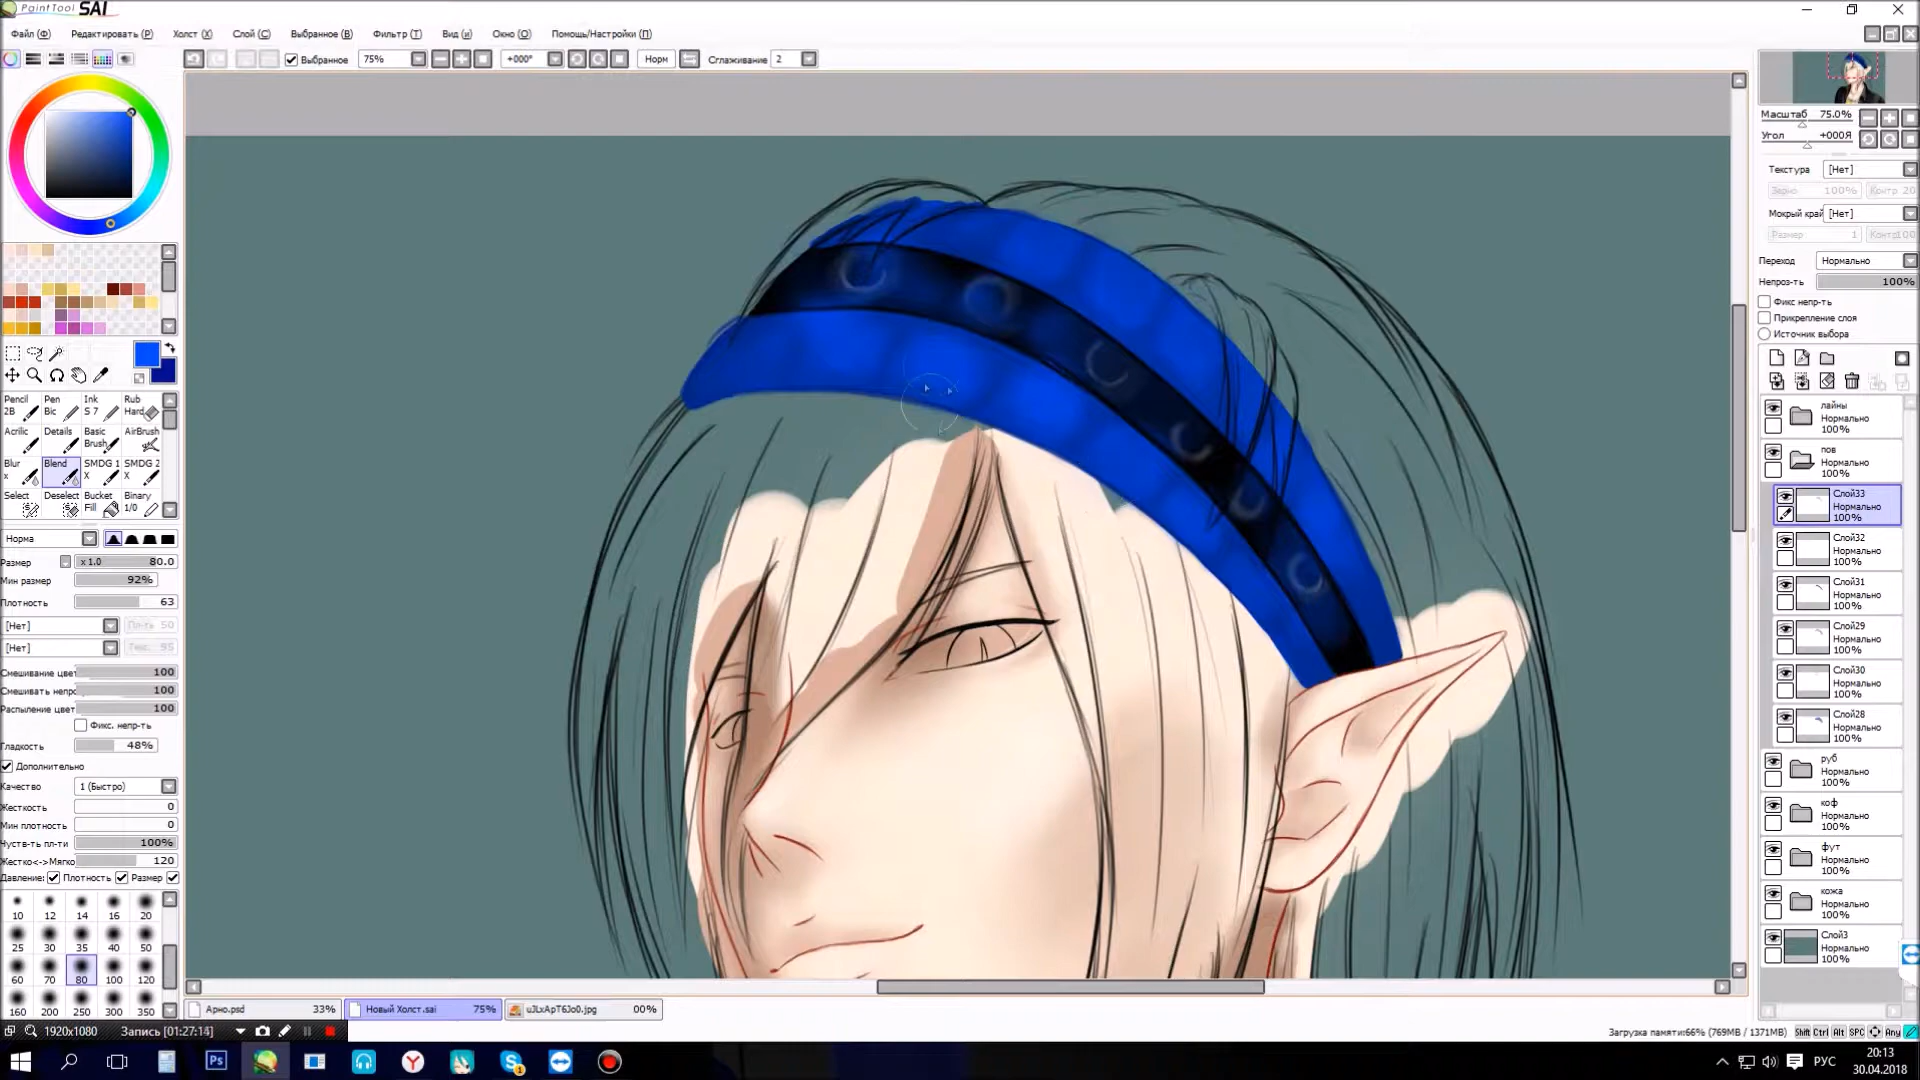 PaintTool SAI
Файл (Ф) Редактировать (Р) Холст (X) Слой (C) Выбранное (В) Фильтр (T) Вид (и) Окно (О) Помощь/Настройки (П)
Выбранное 75% +000° Норм Сглаживание 2
Масштаб 75.0%
Угол +000Я
Текстура [Нет]
Зерно 100% Контр 20
Мокрый край [Нет]
Размер 1 Контр100
Переход Нормально
Непроз-ть 100%
Фикс непр-ть
Прикрепление слоя
Источник выбора
лайны
Нормально
100%
пов
Нормально
100%
Слой33
Нормально
100%
Слой32
Нормально
100%
Слой31
Нормально
100%
Слой29
Нормально
100%
Слой30
Нормально
100%
Слой28
Нормально
100%
руб
Нормально
100%
коф
Нормально
100%
фут
Нормально
100%
кожа
Нормально
100%
Слой3
Нормально
100%
Pen 2B
Pen Bic
Ink S 7
Rub Hard
Acrilic
Details
Basic Brush
AirBrush
Blur x
Blend
SMDG 1 X
SMDG 2 X
Select
Deselect
Bucket Fill
Binary 1/0
Норма
Размер x 1.0 80.0
Мин размер 92%
Плотность 63
[Нет] Пл-ть 50
[Нет] 95
Смешивание цвет 100
Смешивать непро 100
Распыление цвет 100
Фикс. непр-ть
Гладкость 48%
Дополнительно
Качество 1 (Быстро)
Жесткость 0
Мин плотность 0
Чуств-ть пл-ти 100%
Жестко<->Мягко 120
Давление: Плотность Размер
10 12 14 16 20
25 30 35 40 50
60 70 80 100 120
160 200 250 300 350
Арно.psd 33% Новый Холст.sai 75% uJLxApT6Jo0.jpg 00%
1920x1080 Запись [01:27:14]
Загрузка памяти:66% (769MB / 1371MB) Shift Ctrl Alt SPC Any
Ps
РУС
20:13
30.04.2018